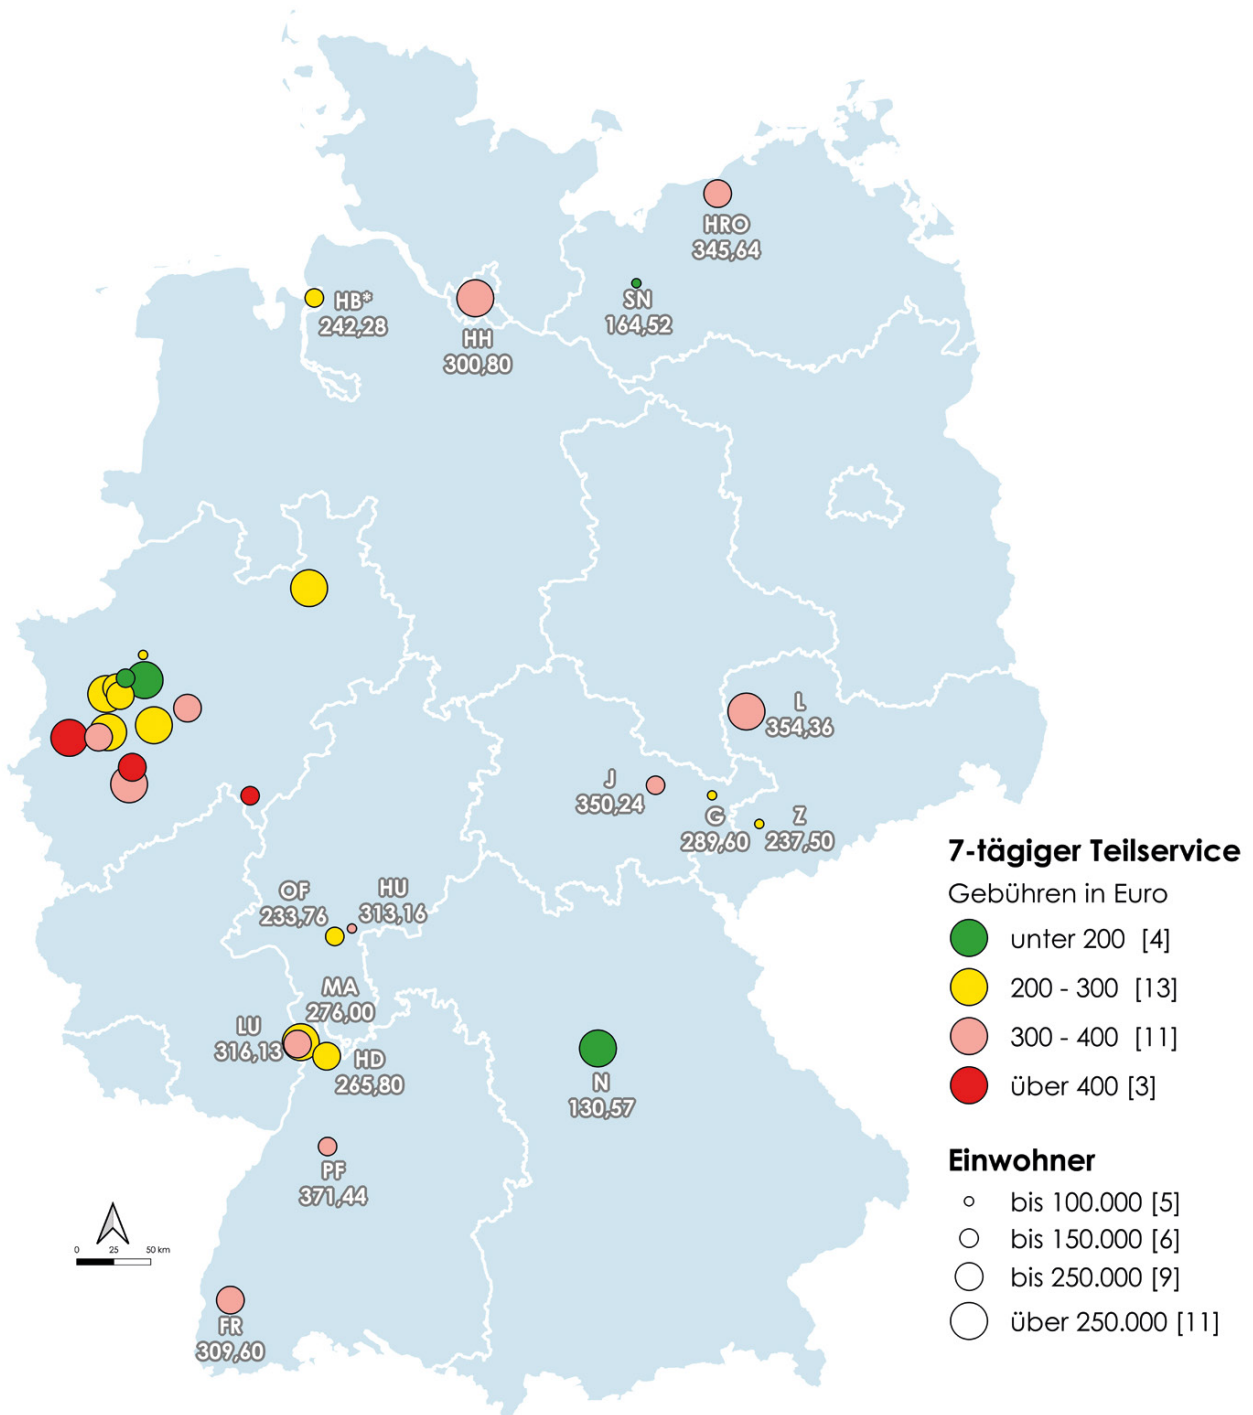 HRO
345,64
SN
164,52
HB*
242,28
HH
300,80
L
354,36
J
350,24
G
289,60
Z
237,50
OF
233,76
HU
313,16
MA
276,00
LU
316,13
HD
265,80
N
130,57
PF
371,44
FR
309,60
0 25 50 km
7-tägiger Teilservice
Gebühren in Euro
unter 200 [4]
200 - 300 [13]
300 - 400 [11]
über 400 [3]
Einwohner
bis 100.000 [5]
bis 150.000 [6]
bis 250.000 [9]
über 250.000 [11]